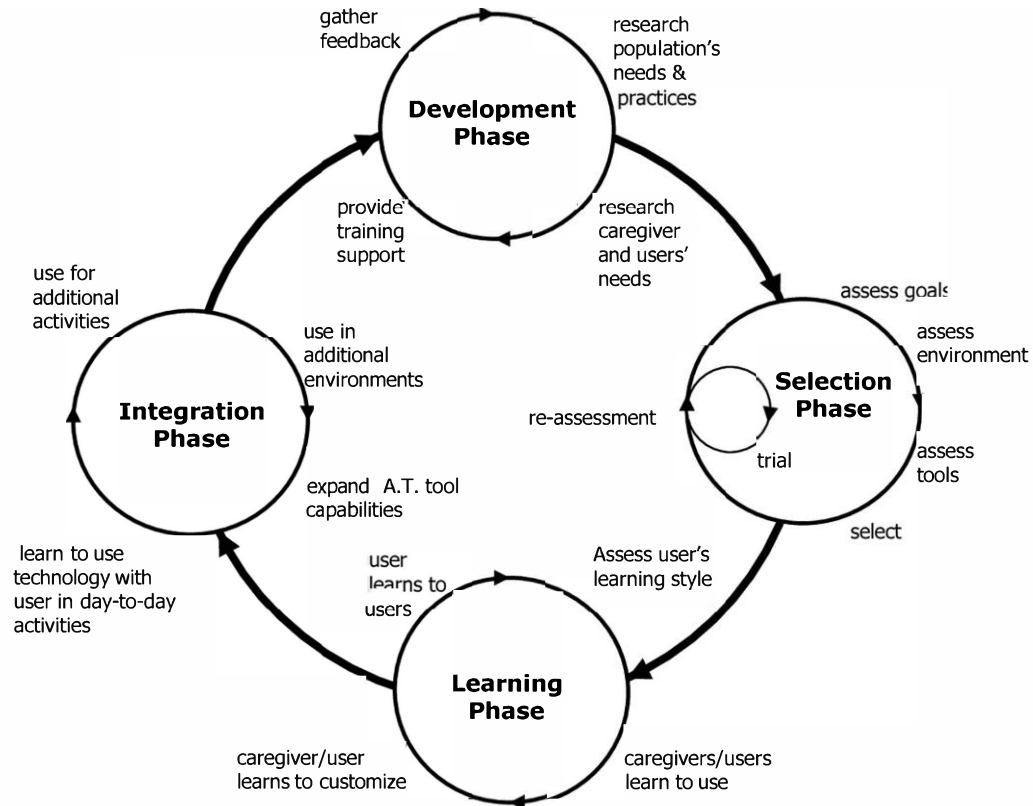 gather
feedback
research
population's
needs &
practices
Development
Phase
provide
training
support
research
caregiver
and users'
needs
use for
additional
activities
use in
additional
environments
Integration
Phase
expand A.T. tool
capabilities
learn to use
technology with
user in day-to-day
activities
assess goals
assess
environment
Selection
Phase
re-assessment
trial
assess
tools
select
Assess user's
learning style
user
learns to
users
Learning
Phase
caregiver/user
learns to customize
caregivers/users
learn to use